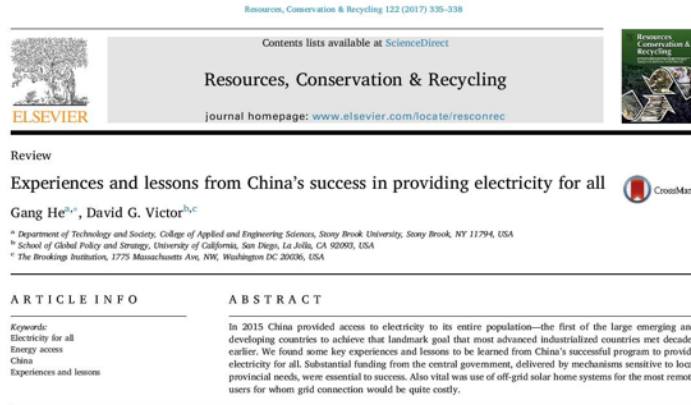 Resources, Conservation & Recycling 122 (2017) 335–338
Contents lists available at ScienceDirect
Resources, Conservation & Recycling
journal homepage: www.elsevier.com/locate/resconrec
ELSEVIER
Resources
Conservation &
Recycling
Review
Experiences and lessons from China's success in providing electricity for all
CrossMar
Gang Heᵃ,*, David G. Victorᵇ,ᶜ
ᵃ Department of Technology and Society, College of Applied and Engineering Sciences, Stony Brook University, Stony Brook, NY 11794, USA
ᵇ School of Global Policy and Strategy, University of California, San Diego, La Jolla, CA 92093, USA
ᶜ The Brookings Institution, 1775 Massachusetts Ave, NW, Washington DC 20036, USA
ARTICLE INFO
Keywords:
Electricity for all
Energy access
China
Experiences and lessons
ABSTRACT
In 2015 China provided access to electricity to its entire population—the first of the large emerging an
developing countries to achieve that landmark goal that most advanced industrialized countries met decade
earlier. We found some key experiences and lessons to be learned from China's successful program to provid
electricity for all. Substantial funding from the central government, delivered by mechanisms sensitive to loca
provincial needs, were essential to success. Also vital was use of off-grid solar home systems for the most remot
users for whom grid connection would be quite costly.